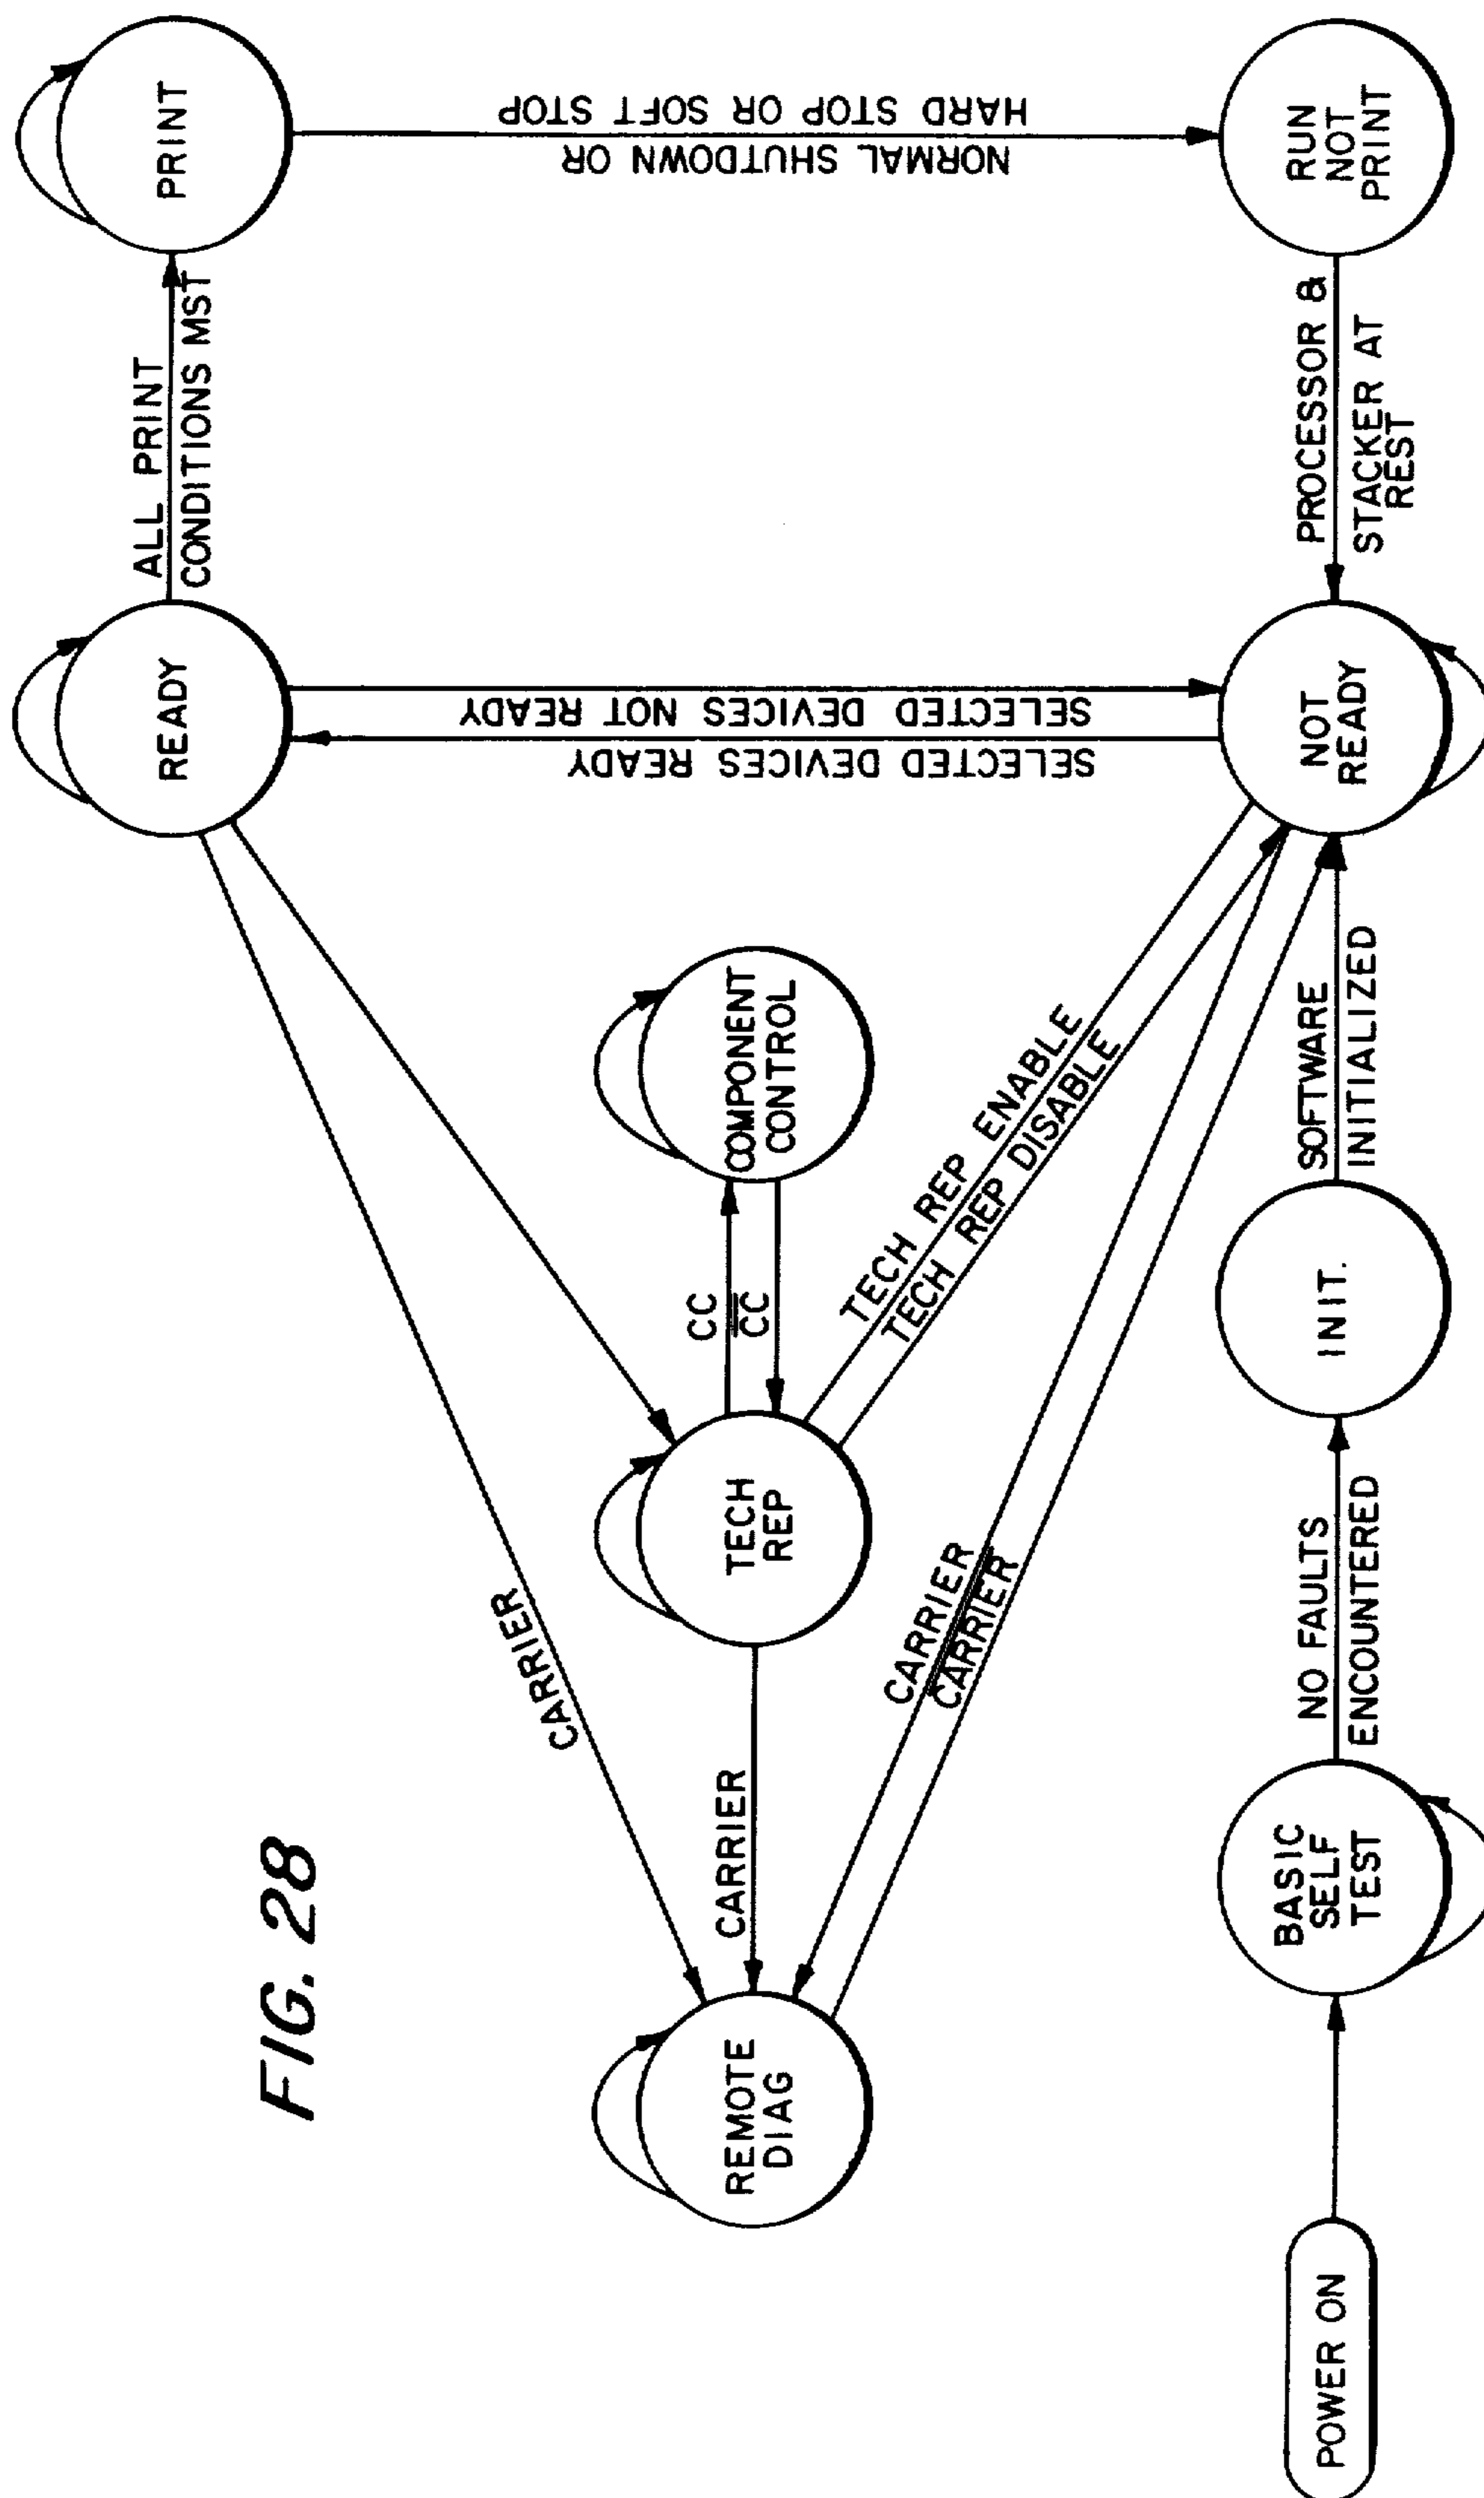 FIG. 28
POWER ON
BASIC
SELF
TEST
NO FAULTS
ENCOUNTERED
INIT.
SOFTWARE
INITIALIZED
NOT
READY
SELECTED DEVICES READY
SELECTED DEVICES NOT READY
READY
ALL PRINT
CONDITIONS MST
PRINT
NORMAL SHUTDOWN OR
HARD STOP OR SOFT STOP
RUN
NOT
PRINT
PROCESSOR &
STACKER AT
REST
REMOTE
DIAG
CARRIER
CARRIER
CARRIER
C̅A̅R̅R̅I̅E̅R̅
TECH
REP
CC
C̅C̅
COMPONENT
CONTROL
TECH REP ENABLE
TECH REP DISABLE